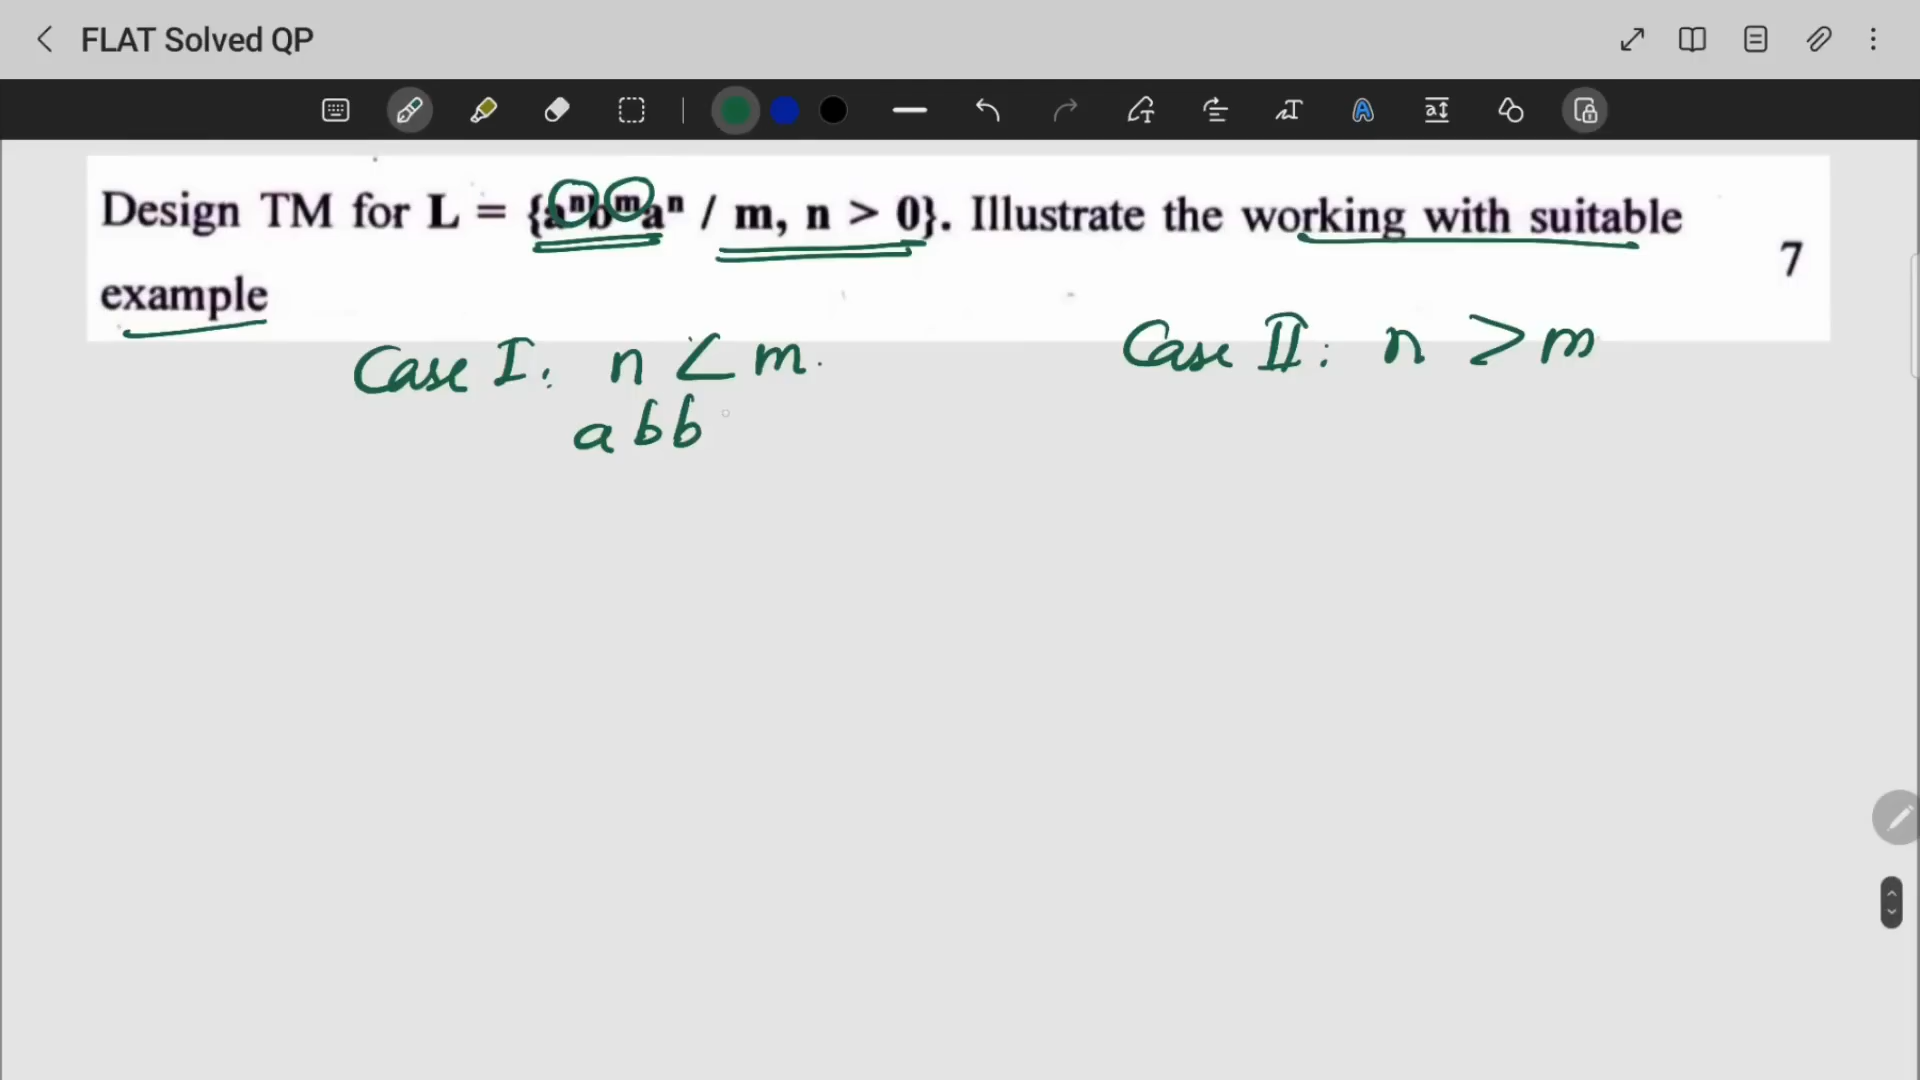 FLAT Solved QP
Design TM for L = {aⁿbᵐaⁿ / m, n > 0}. Illustrate the working with suitable
7
example
Case I: n < m.
Case II: n > m
abb